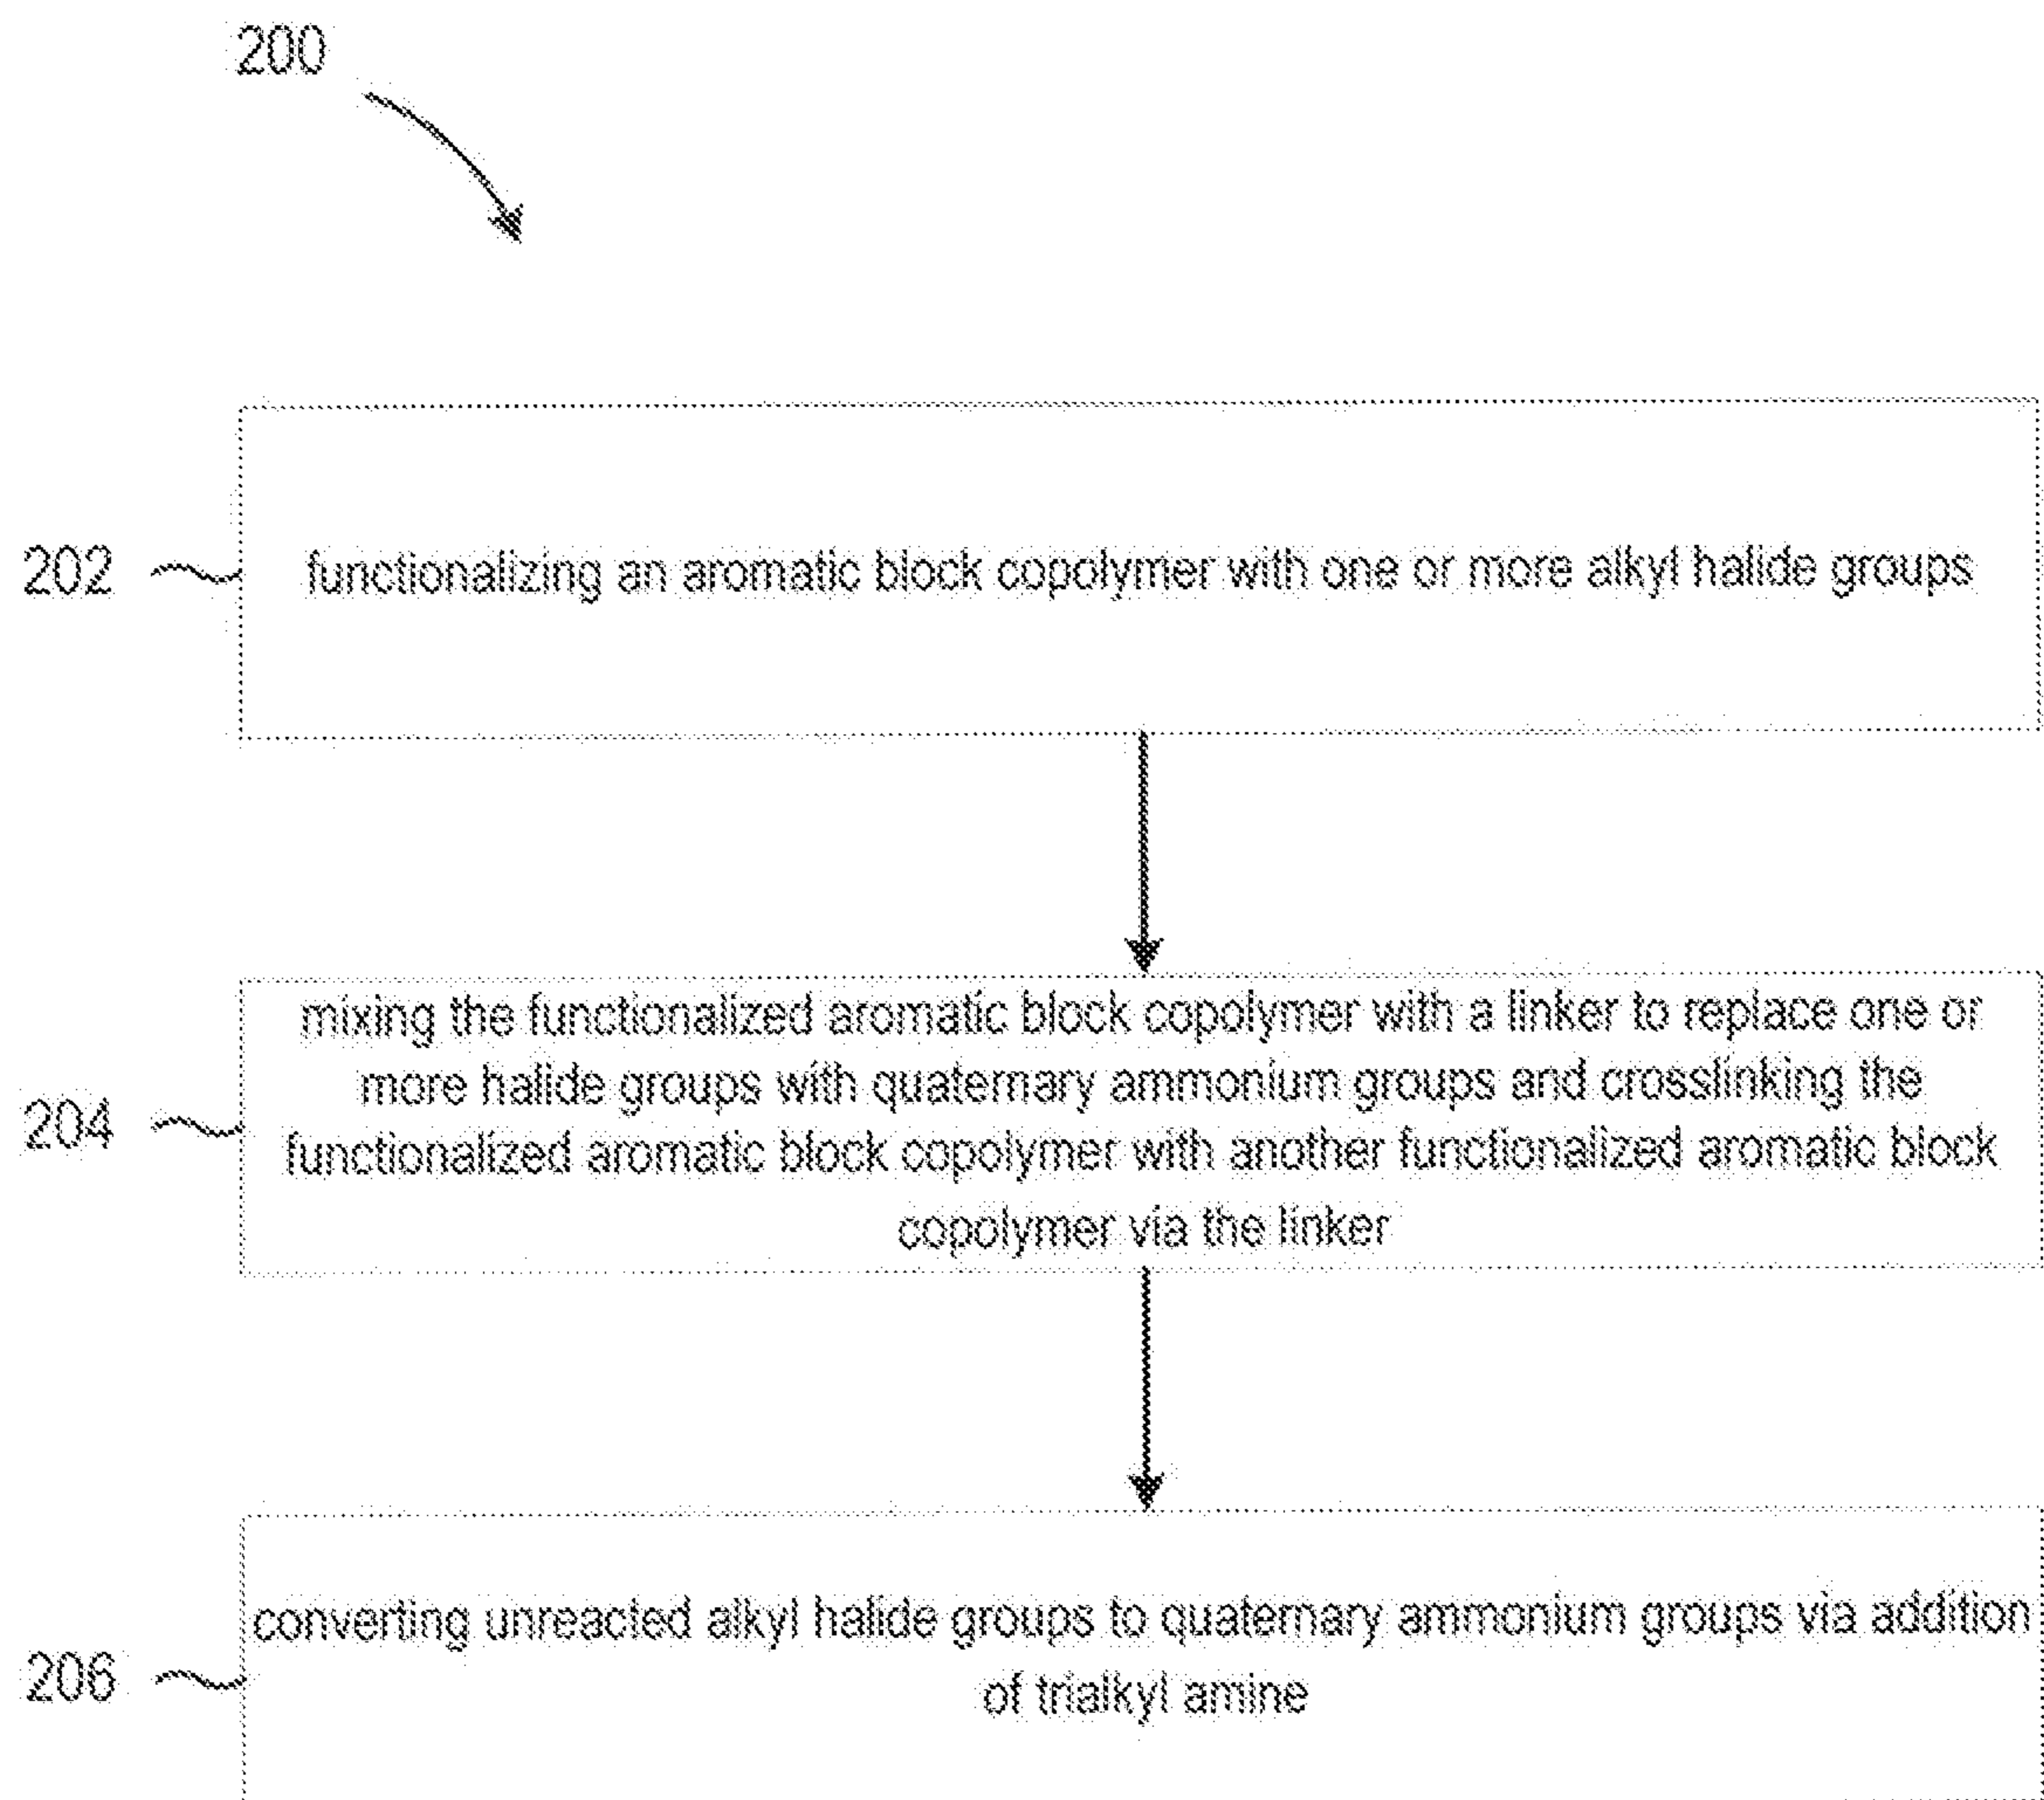 200
202
functionalizing an aromatic block copolymer with one or more alkyl halide groups
mixing the functionalized aromatic block copolymer with a linker to replace one or
more halide groups with quaternary ammonium groups and crosslinking the
204
functionalized aromatic block copolymer with another functionalized aromatic block
copolymer via the linker
converting unreacted alkyl halide groups to quaternary ammonium groups via addition
206
of trialkyl amine